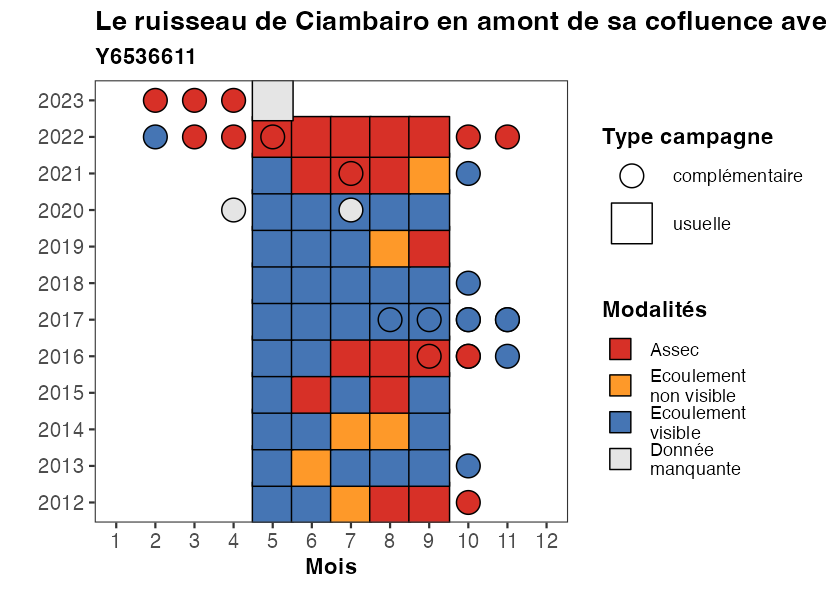 Le ruisseau de Ciambairo en amont de sa cofluence ave
Y6536611
2023
2022
2021
2020
2019
2018
2017
2016
2015
2014
2013
2012
1 2 3 4 5 6 7 8 9 10 11 12
Mois
Type campagne
complémentaire
usuelle
Modalités
Assec
Ecoulement
non visible
Ecoulement
visible
Donnée
manquante